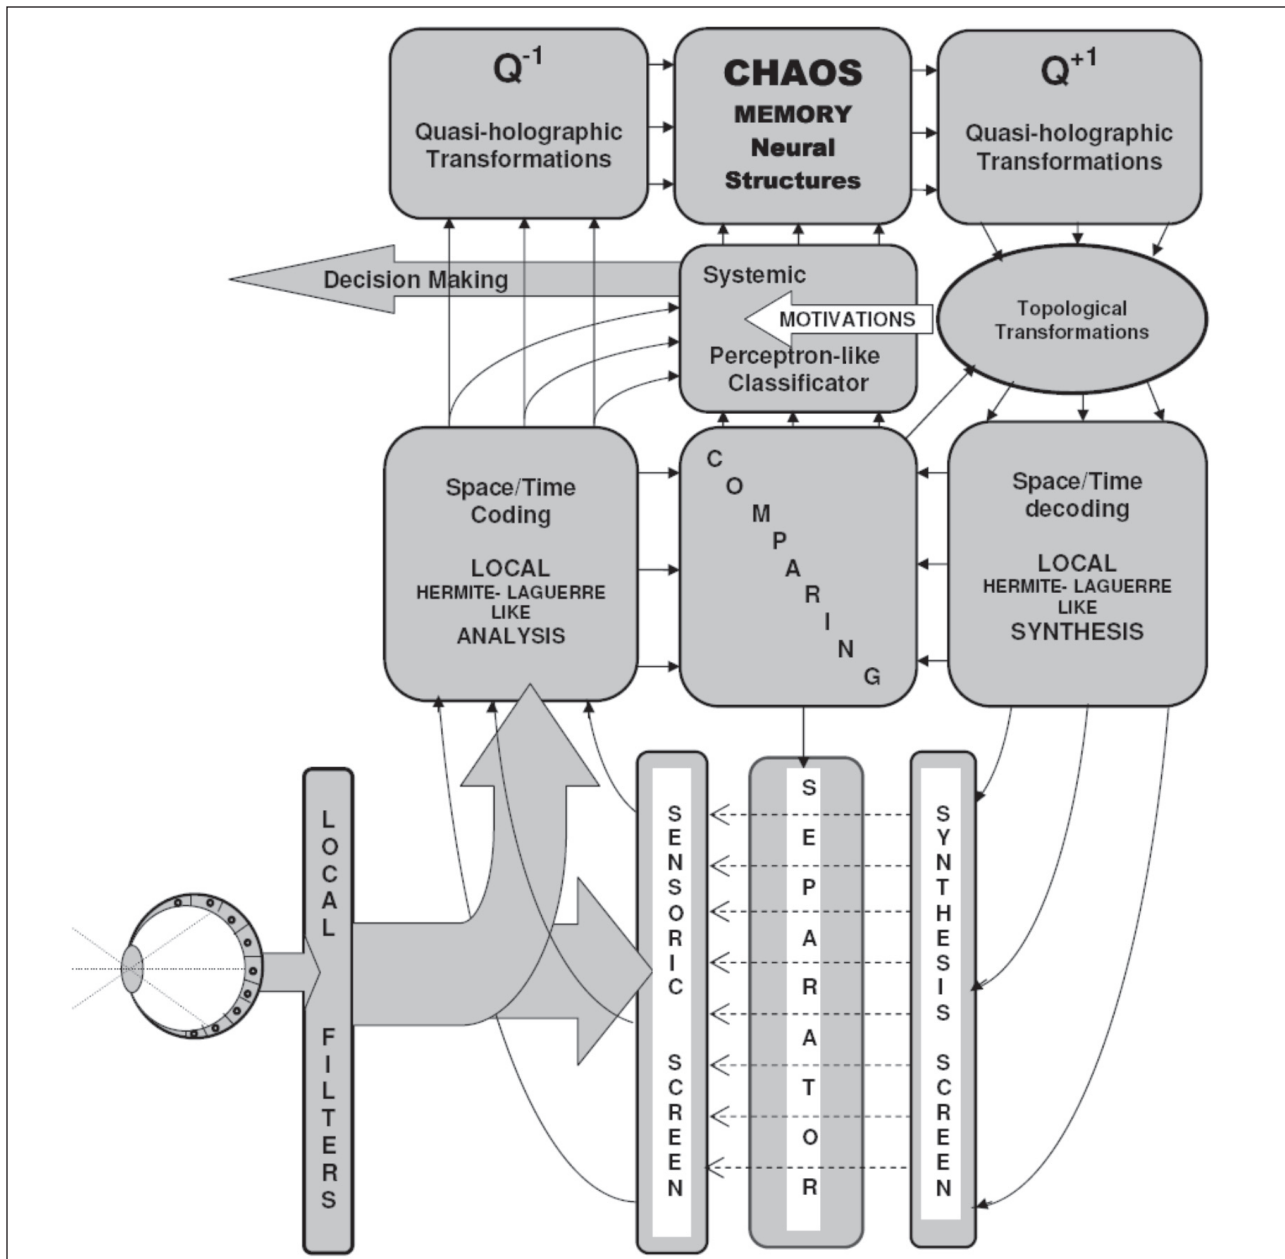 Q-1
Quasi-holographic
Transformations
CHAOS
MEMORY
Neural
Structures
Q+1
Quasi-holographic
Transformations
Decision Making
Systemic
MOTIVATIONS
Perceptron-like
Classificator
Topological
Transformations
Space/Time
Coding
LOCAL
HERMITE- LAGUERRE
LIKE
ANALYSIS
COMPARING
Space/Time
decoding
LOCAL
HERMITE- LAGUERRE
LIKE
SYNTHESIS
LOCAL FILTERS
SENSORIC SCREEN
SEPARATOR
SYNTHESIS SCREEN